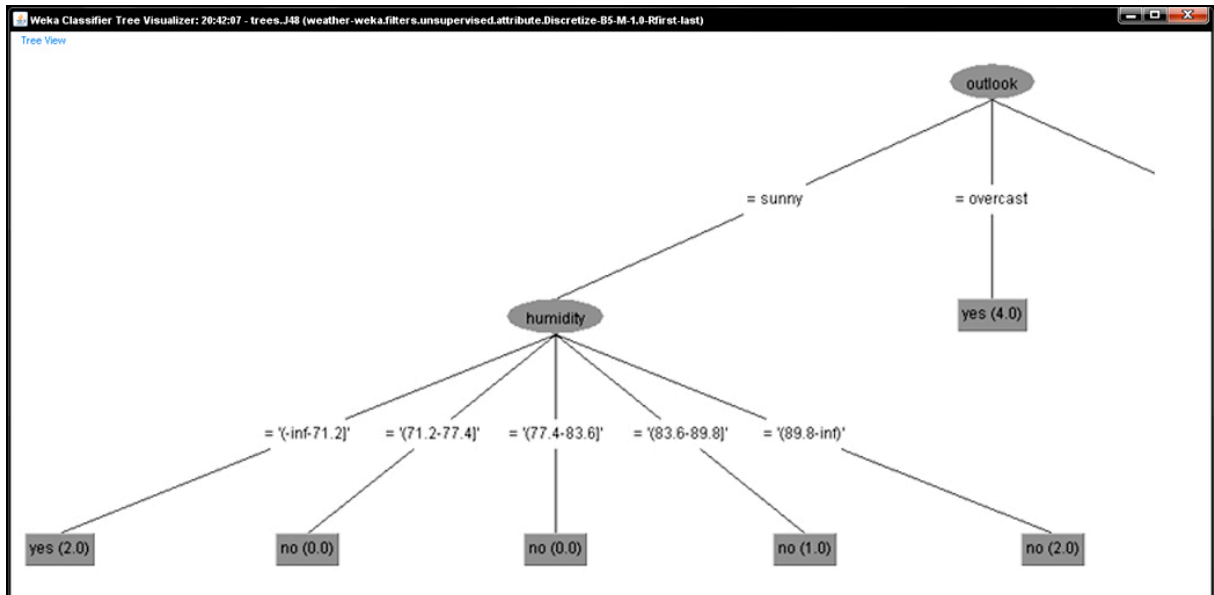 Weka Classifier Tree Visualizer: 20:42:07 - trees.J48 (weather-weka.filters.unsupervised.attribute.Discretize-B5-M-1.0-Rfirst-last)
Tree View
outlook
= sunny
= overcast
humidity
yes (4.0)
= '(-inf-71.2]'
= '(71.2-77.4]'
= '(77.4-83.6]'
= '(83.6-89.8]'
= '(89.8-inf)'
yes (2.0)
no (0.0)
no (0.0)
no (1.0)
no (2.0)